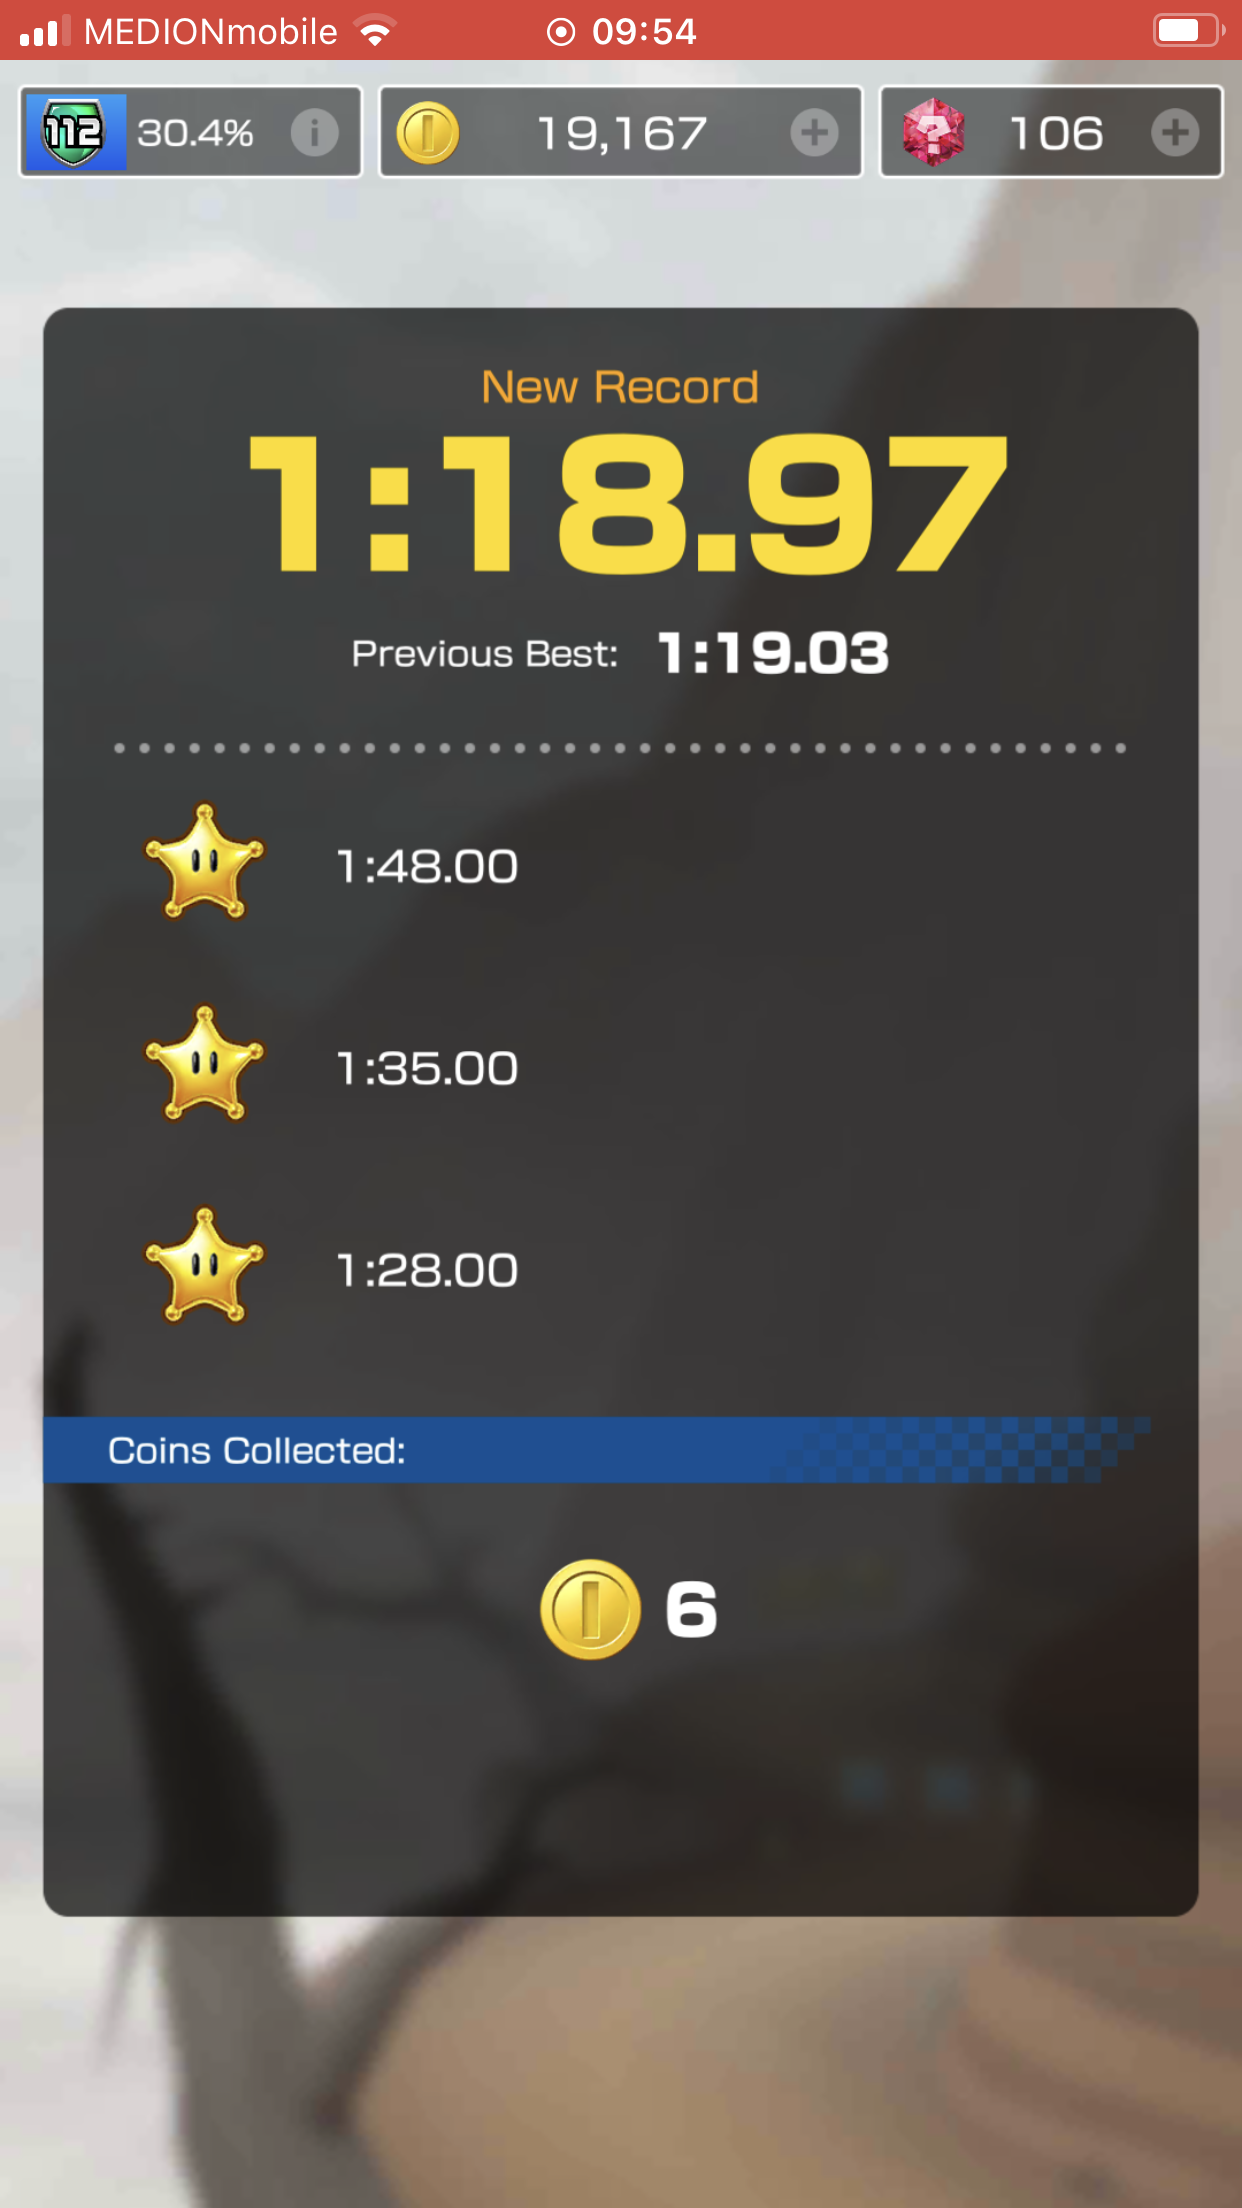 MEDIONmobile 09:54
112 30.4% i 19,167 + ? 106 +
New Record
1:18.97
Previous Best: 1:19.03
1:48.00
1:35.00
1:28.00
Coins Collected:
6